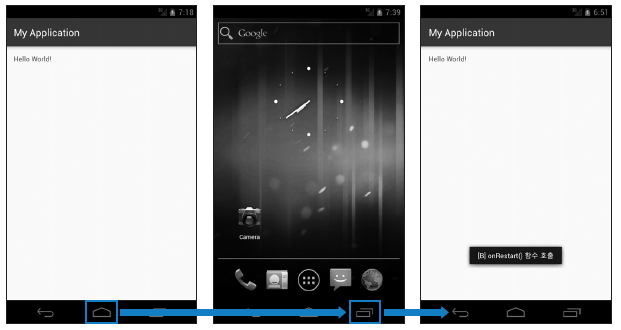 7:18
My Application
Hello World!
7:39
Google
Camera
6:51
My Application
Hello World!
[B] onRestart() 함수 호출